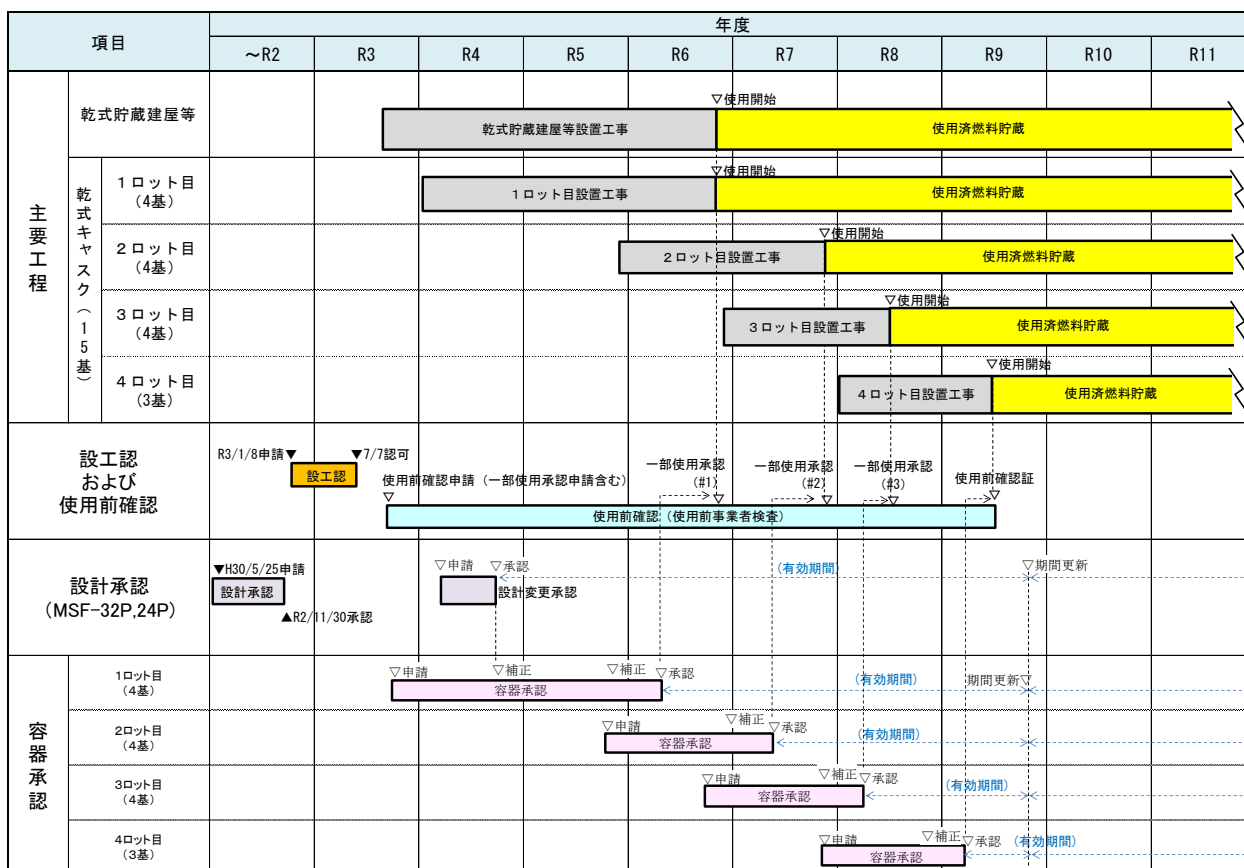 項目
年度
～R2
R3
R4
R5
R6
R7
R8
R9
R10
R11
主要工程
乾式貯蔵建屋等
▽使用開始
乾式貯蔵建屋等設置工事
使用済燃料貯蔵
乾式キャスク（15基）
１ロット目
(4基)
▽使用開始
１ロット目設置工事
使用済燃料貯蔵
２ロット目
(4基)
▽使用開始
２ロット目設置工事
使用済燃料貯蔵
３ロット目
(4基)
▽使用開始
３ロット目設置工事
使用済燃料貯蔵
４ロット目
(3基)
▽使用開始
４ロット目設置工事
使用済燃料貯蔵
設工認
および
使用前確認
R3/1/8申請▼
▼7/7認可
設工認
使用前確認申請（一部使用承認申請含む）
一部使用承認
(#1)
一部使用承認
(#2)
一部使用承認
(#3)
使用前確認証
使用前確認（使用前事業者検査）
設計承認
(MSF-32P,24P)
▼H30/5/25申請
設計承認
▲R2/11/30承認
▽申請
▽承認
設計変更承認
(有効期間)
▽期間更新
容器承認
1ロット目
(4基)
▽申請
▽補正
▽補正
▽承認
容器承認
(有効期間)
期間更新▽
2ロット目
(4基)
▽申請
▽補正
▽承認
容器承認
(有効期間)
3ロット目
(4基)
▽申請
▽補正
▽承認
容器承認
(有効期間)
4ロット目
(3基)
▽申請
▽補正
▽承認
容器承認
(有効期間)